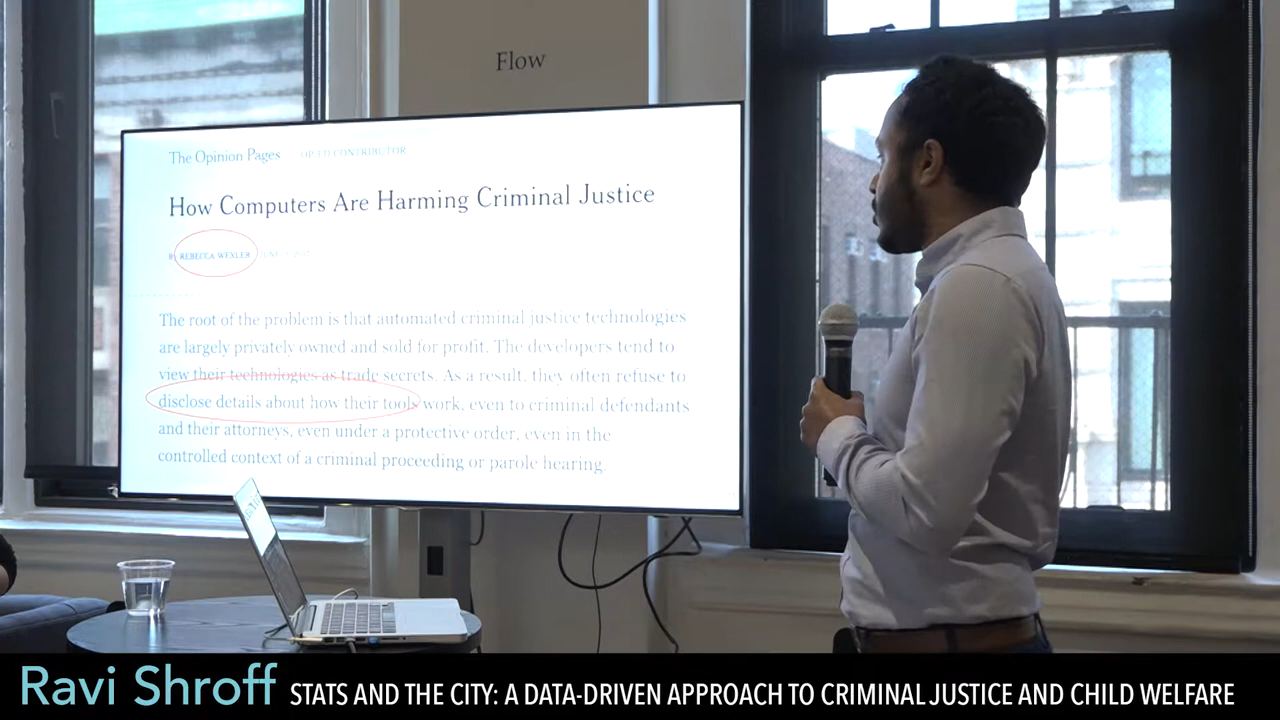 Flow
The Opinion Pages OP-ED CONTRIBUTOR
How Computers Are Harming Criminal Justice
By REBECCA WEXLER JUNE
The root of the problem is that automated criminal justice technologies
are largely privately owned and sold for profit. The developers tend to
view their technologies as trade secrets. As a result, they often refuse to
disclose details about how their tools work, even to criminal defendants
and their attorneys, even under a protective order, even in the
controlled context of a criminal proceeding or parole hearing.
Ravi Shroff STATS AND THE CITY: A DATA-DRIVEN APPROACH TO CRIMINAL JUSTICE AND CHILD WELFARE